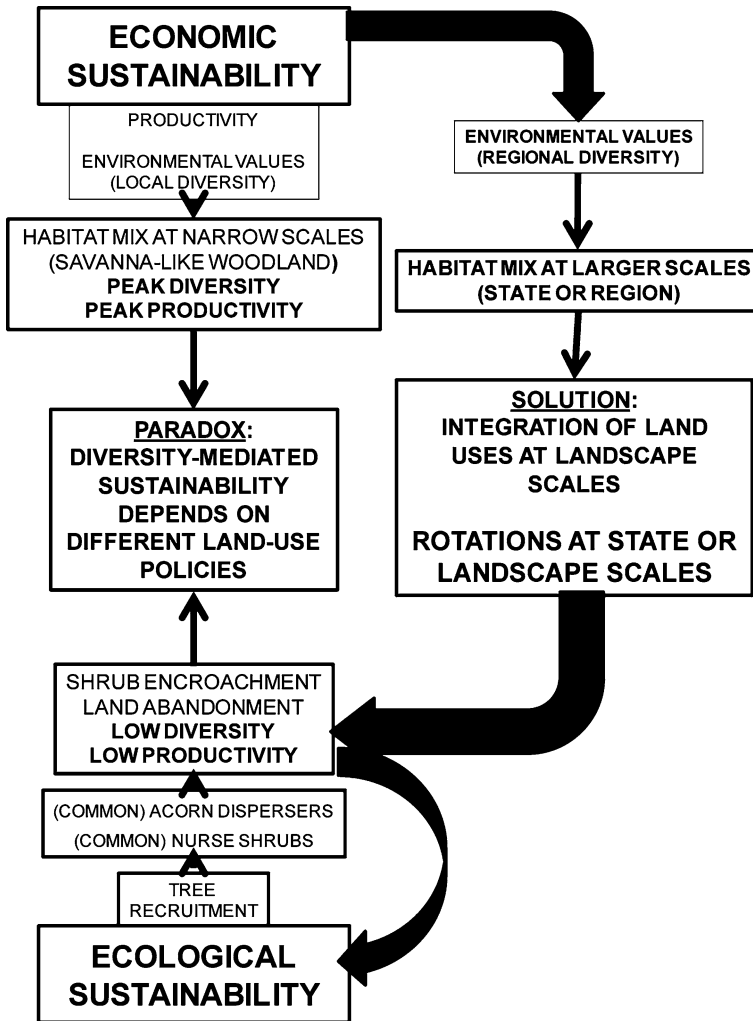 ECONOMIC
SUSTAINABILITY
PRODUCTIVITY
ENVIRONMENTAL VALUES
(LOCAL DIVERSITY)
HABITAT MIX AT NARROW SCALES
(SAVANNA-LIKE WOODLAND)
PEAK DIVERSITY
PEAK PRODUCTIVITY
PARADOX:
DIVERSITY-MEDIATED
SUSTAINABILITY
DEPENDS ON
DIFFERENT LAND-USE
POLICIES
SHRUB ENCROACHMENT
LAND ABANDONMENT
LOW DIVERSITY
LOW PRODUCTIVITY
(COMMON) ACORN DISPERSERS
(COMMON) NURSE SHRUBS
TREE
RECRUITMENT
ECOLOGICAL
SUSTAINABILITY
ENVIRONMENTAL VALUES
(REGIONAL DIVERSITY)
HABITAT MIX AT LARGER SCALES
(STATE OR REGION)
SOLUTION:
INTEGRATION OF LAND
USES AT LANDSCAPE
SCALES
ROTATIONS AT STATE OR
LANDSCAPE SCALES